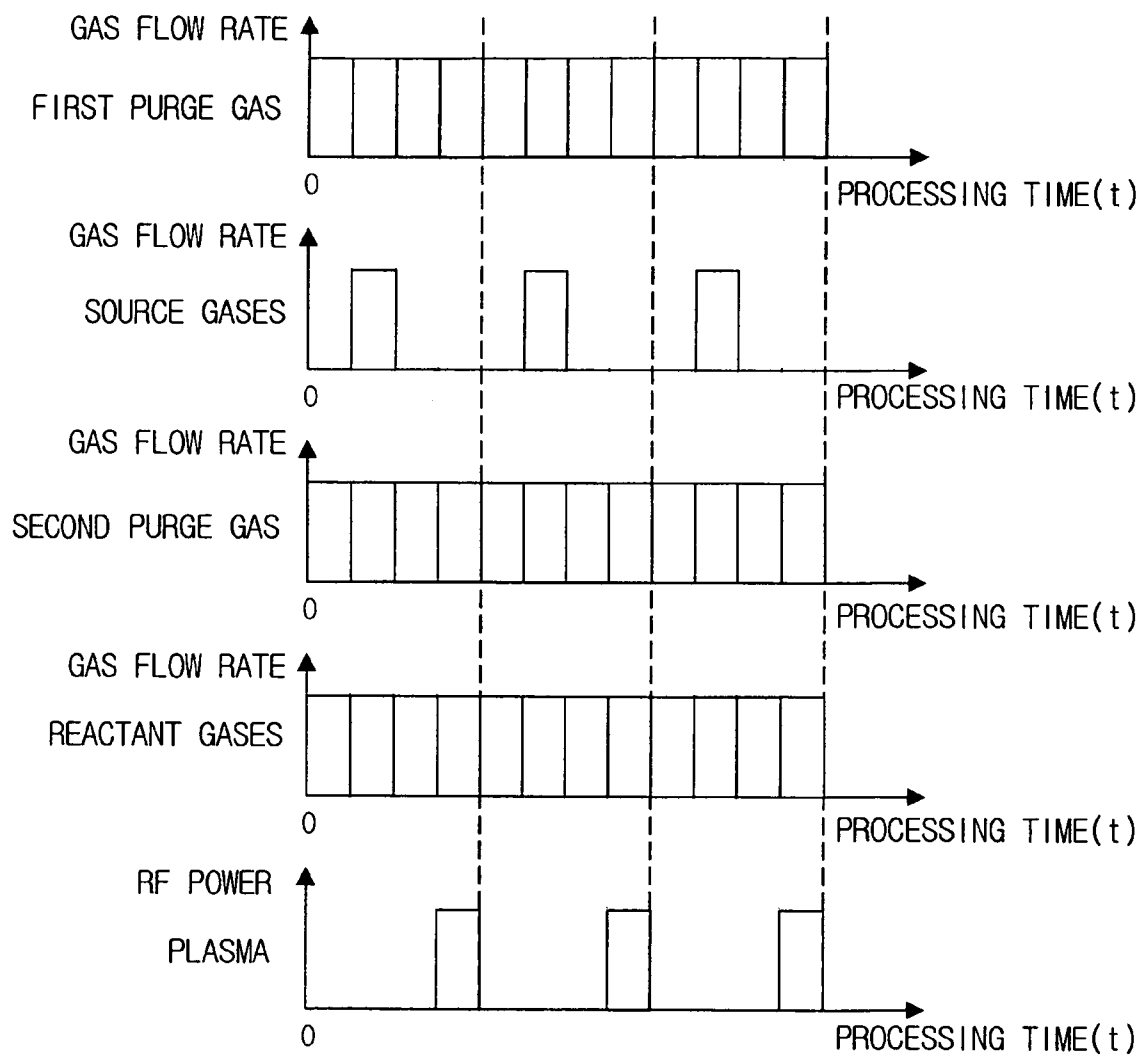 GAS FLOW RATE
FIRST PURGE GAS
0
PROCESSING TIME(t)
GAS FLOW RATE
SOURCE GASES
0
PROCESSING TIME(t)
GAS FLOW RATE
SECOND PURGE GAS
0
PROCESSING TIME(t)
GAS FLOW RATE
REACTANT GASES
0
PROCESSING TIME(t)
RF POWER
PLASMA
0
PROCESSING TIME(t)